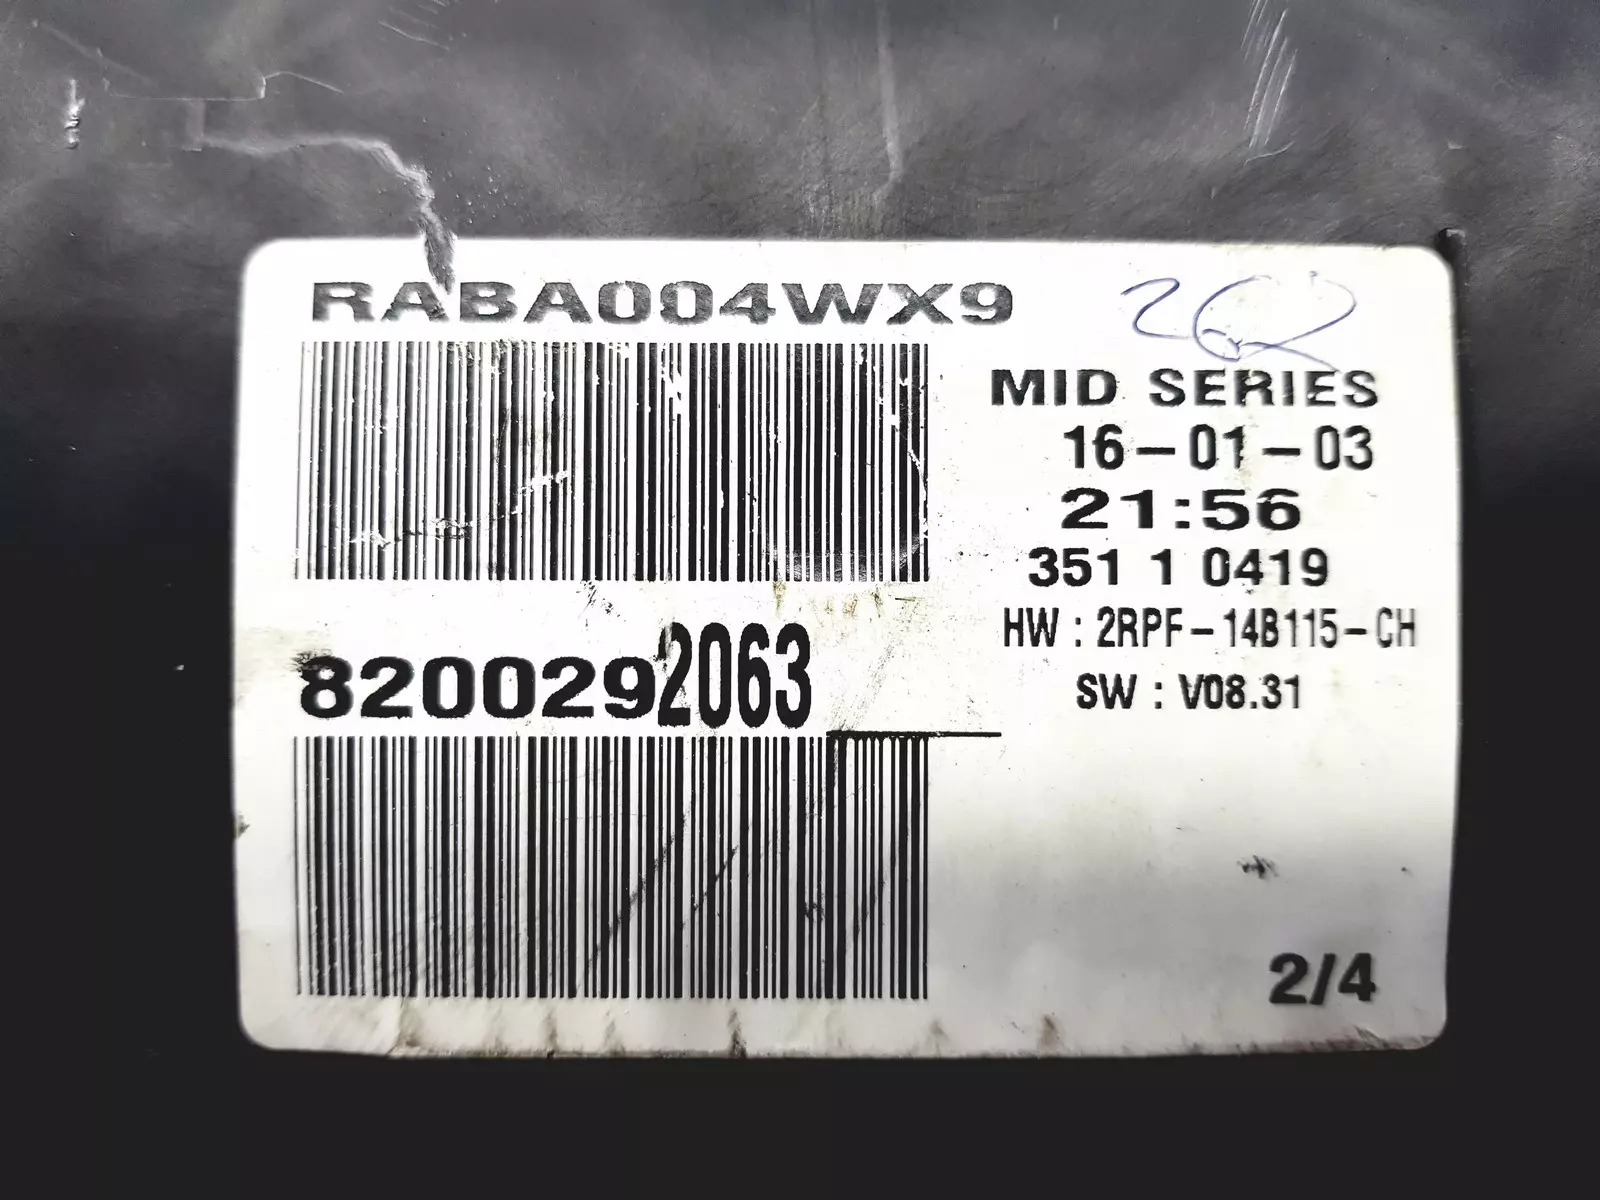 RABA004WX9
MID SERIES
16-01-03
21:56
351 1 0419
HW : 2RPF-14B115-CH
SW : V08.31
8200292063
2/4